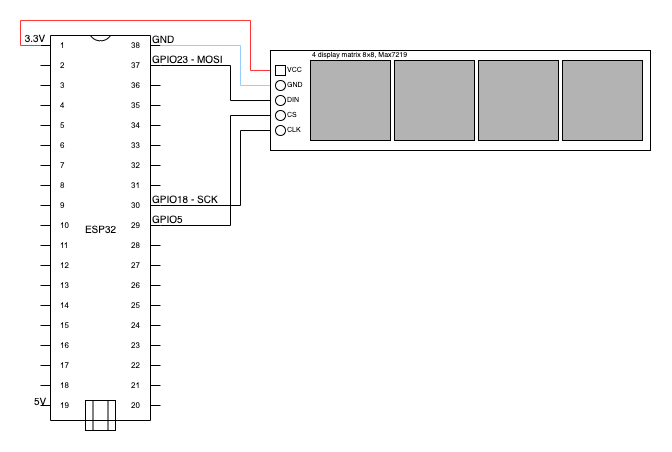 4 display matrix 8x8, Max7219
3.3V 1 38 GND
VCC
2 37 GPIO23 - MOSI
GND
3 36
DIN
4 35
CS
5 34
CLK
6 33
7 32
8 31
9 30 GPIO18 - SCK
10 29 GPIO5
ESP32
11 28
12 27
13 26
14 25
15 24
16 23
17 22
18 21
5V 19 20